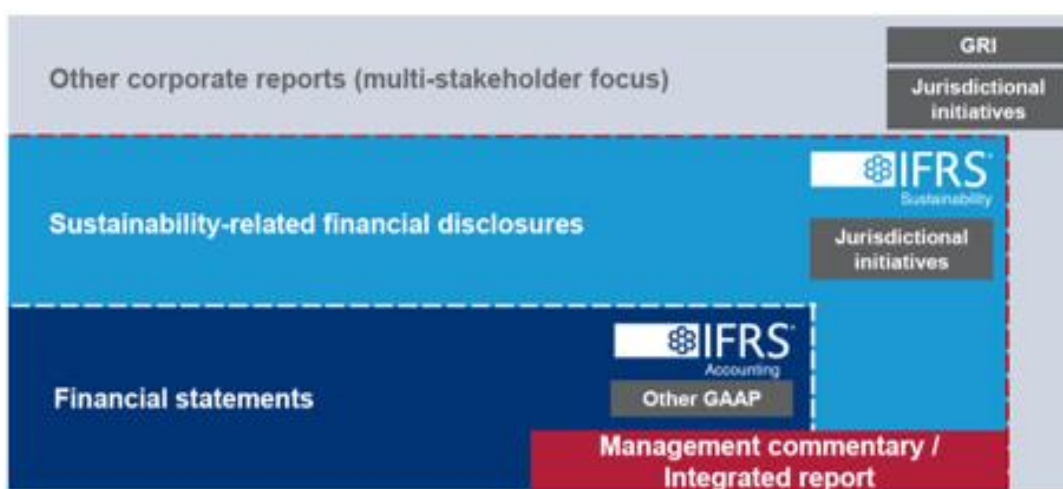 GRI
Other corporate reports (multi-stakeholder focus)
Jurisdictional
initiatives
IFRS
Sustainability
Sustainability-related financial disclosures
Jurisdictional
initiatives
IFRS
Accounting
Financial statements
Other GAAP
Management commentary /
Integrated report